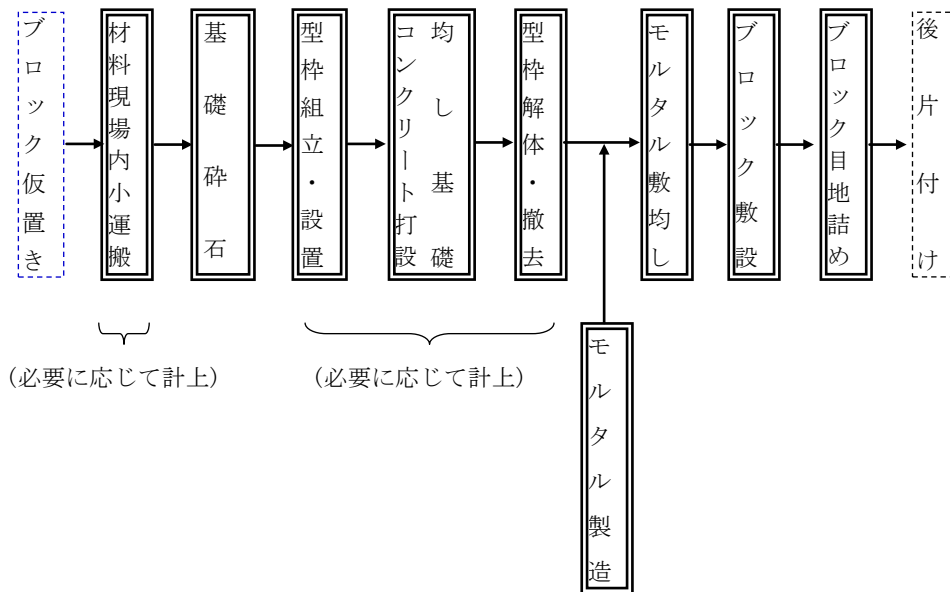 ブロック仮置き
材料現場内小運搬
基礎砕石
型枠組立・設置
均し基礎
コンクリート打設
型枠解体・撤去
モルタル敷均し
ブロック敷設
ブロック目地詰め
後片付け
(必要に応じて計上)
(必要に応じて計上)
モルタル製造